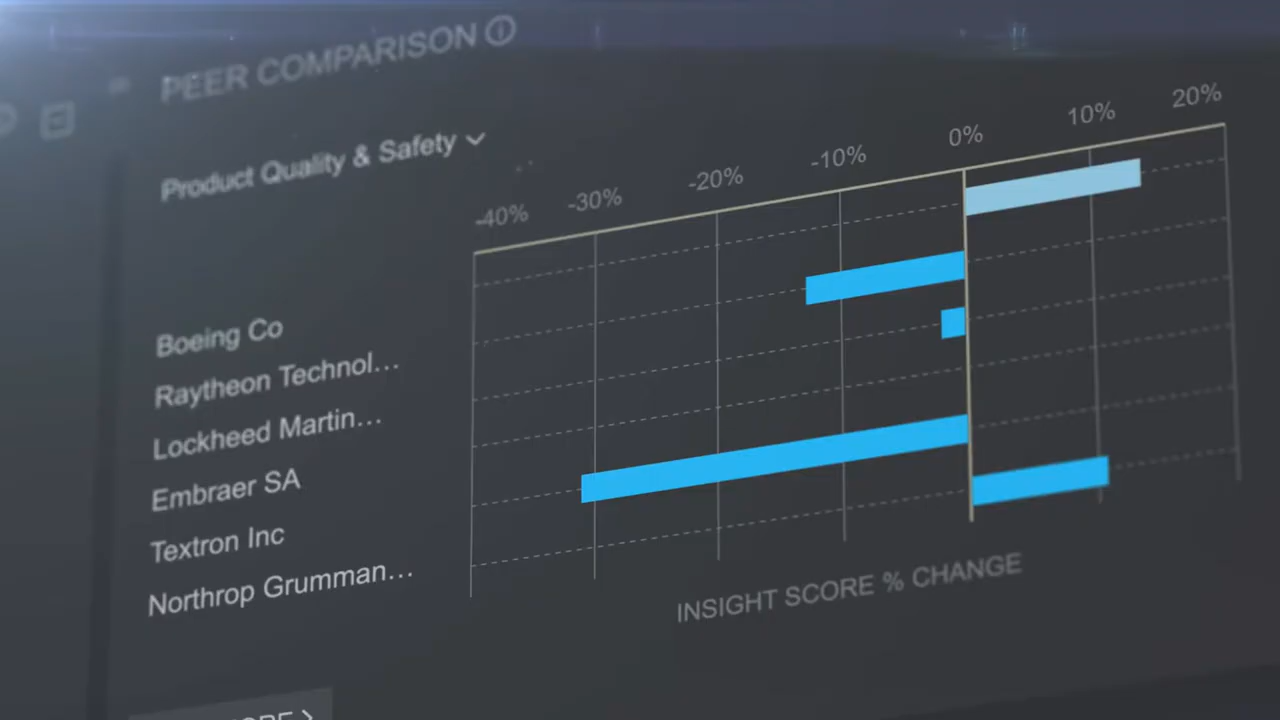 PEER COMPARISON
Product Quality & Safety
-40% -30% -20% -10% 0% 10% 20%
Boeing Co
Raytheon Technol...
Lockheed Martin...
Embraer SA
Textron Inc
Northrop Grumman...
INSIGHT SCORE % CHANGE